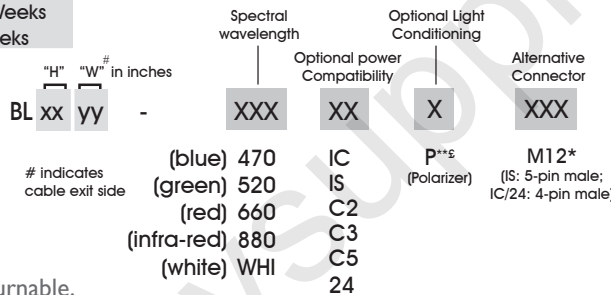 Weeks
eks
Spectral wavelength
Optional Light Conditioning
Optional power Compatibility
Alternative Connector
"H" "W"# in inches
BL xx yy - XXX XX X XXX
# indicates cable exit side
(blue) 470
(green) 520
(red) 660
(infra-red) 880
(white) WHI
IC
IS
C2
C3
C5
24
P**£
(Polarizer)
M12*
(IS: 5-pin male;
IC/24: 4-pin male)
urnable.